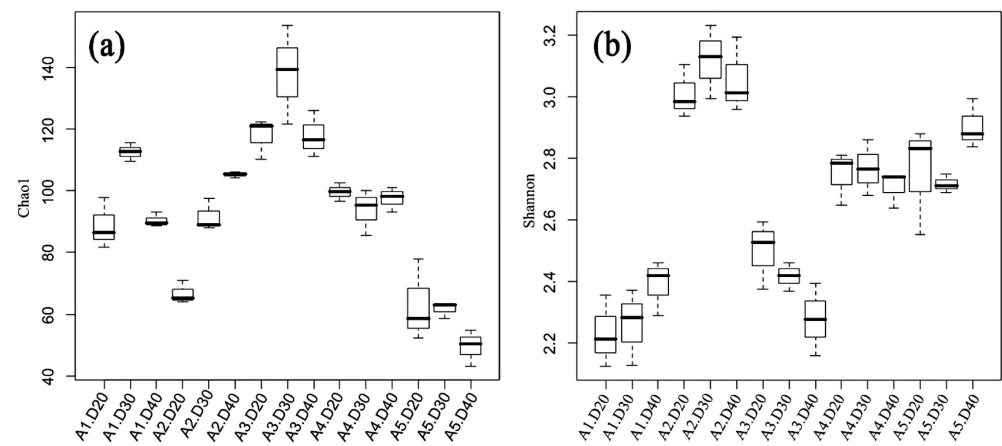 (a)
Chao1
140
120
100
80
60
40
A1.D20
A1.D30
A1.D40
A2.D20
A2.D30
A2.D40
A3.D20
A3.D30
A3.D40
A4.D20
A4.D30
A4.D40
A5.D20
A5.D30
A5.D40
(b)
Shannon
3.2
3.0
2.8
2.6
2.4
2.2
A1.D20
A1.D30
A1.D40
A2.D20
A2.D30
A2.D40
A3.D20
A3.D30
A3.D40
A4.D20
A4.D30
A4.D40
A5.D20
A5.D30
A5.D40